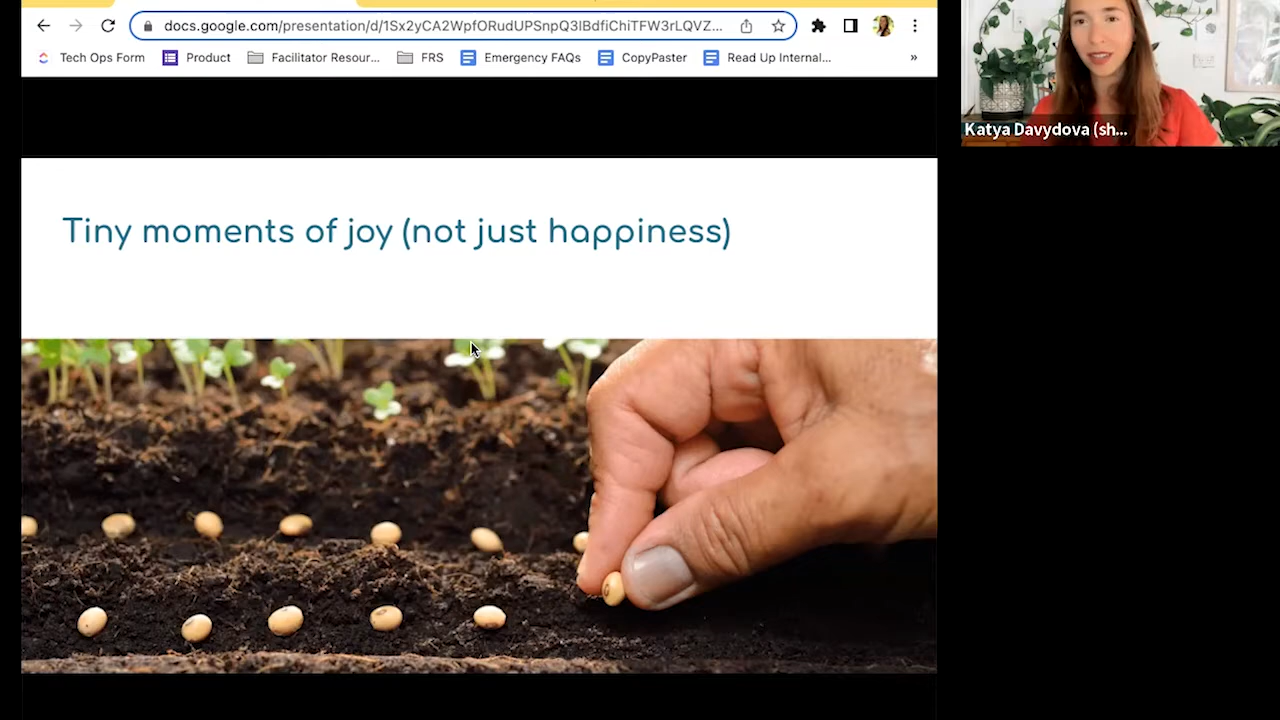 docs.google.com/presentation/d/1Sx2yCA2WpfORudUPSnpQ3IBdfiChiTFW3rLQVZ...
Tech Ops Form Product Facilitator Resour... FRS Emergency FAQs CopyPaster Read Up Internal... »
Katya Davydova (sh...
Tiny moments of joy (not just happiness)